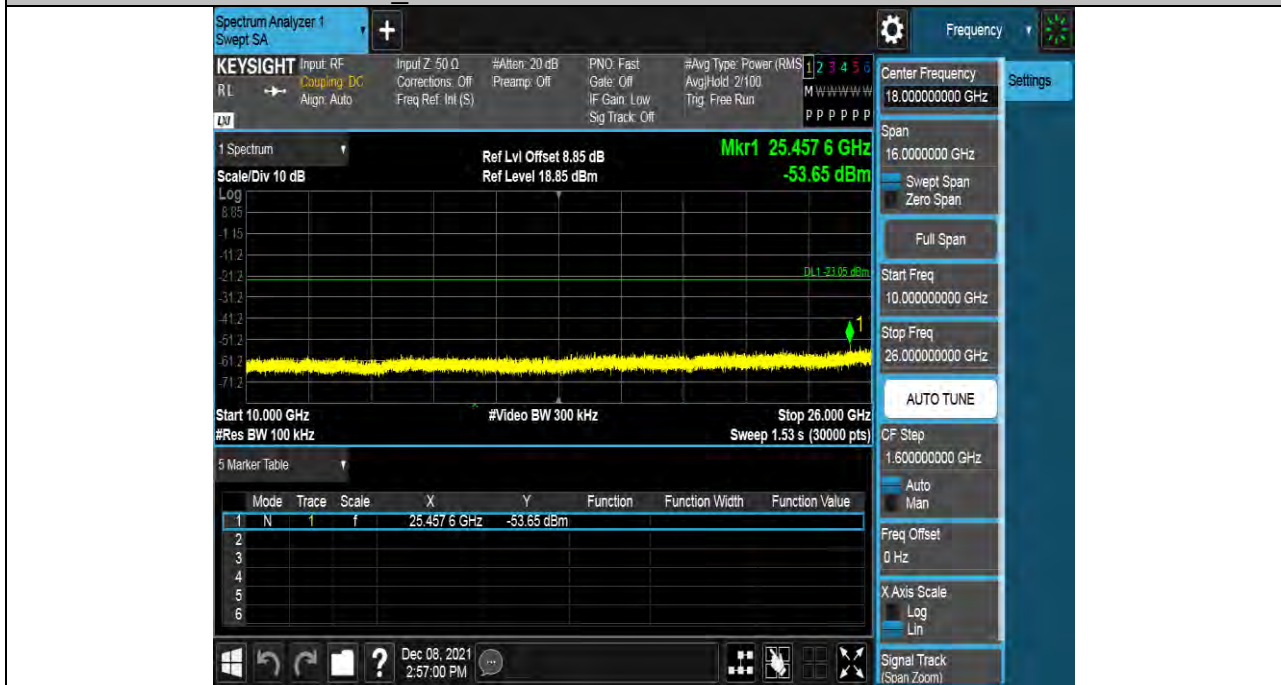 Spectrum Analyzer 1
Swept SA
+
Frequency
KEYSIGHT
RL
LXI
Input: RF
Coupling: DC
Align: Auto
Input Z: 50 Ω
Corrections: Off
Freq Ref: Int (S)
#Atten: 20 dB
Preamp: Off
PNO: Fast
Gate: Off
IF Gain: Low
Sig Track: Off
#Avg Type: Power (RMS
Avg|Hold: 2/100
Trig: Free Run
1 2 3 4 5 6
M W W W W W
P P P P P P
1 Spectrum
Scale/Div 10 dB
Ref Lvl Offset 8.85 dB
Ref Level 18.85 dBm
Mkr1 25.457 6 GHz
-53.65 dBm
Log
8.85
-1.15
-11.2
-21.2
-31.2
-41.2
-51.2
-61.2
-71.2
DL1 -23.05 dBm
1
Start 10.000 GHz
#Res BW 100 kHz
#Video BW 300 kHz
Stop 26.000 GHz
Sweep 1.53 s (30000 pts)
5 Marker Table
Mode Trace Scale X Y Function Function Width Function Value
1 N 1 f 25.457 6 GHz -53.65 dBm
2
3
4
5
6
?
Dec 08, 2021
2:57:00 PM
Center Frequency
18.000000000 GHz
Settings
Span
16.0000000 GHz
Swept Span
Zero Span
Full Span
Start Freq
10.000000000 GHz
Stop Freq
26.000000000 GHz
AUTO TUNE
CF Step
1.600000000 GHz
Auto
Man
Freq Offset
0 Hz
X Axis Scale
Log
Lin
Signal Track
(Span Zoom)